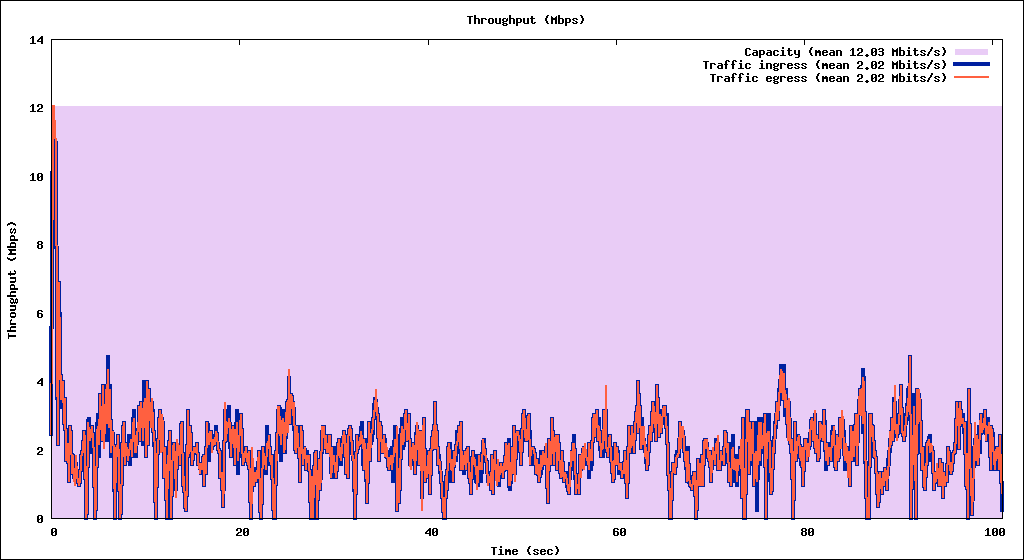 Throughput (Mbps)
14
Capacity (mean 12.03 Mbits/s)
Traffic ingress (mean 2.02 Mbits/s)
Traffic egress (mean 2.02 Mbits/s)
12
10
8
Throughput (Mbps)
6
4
2
0
0 20 40 60 80 100
Time (sec)